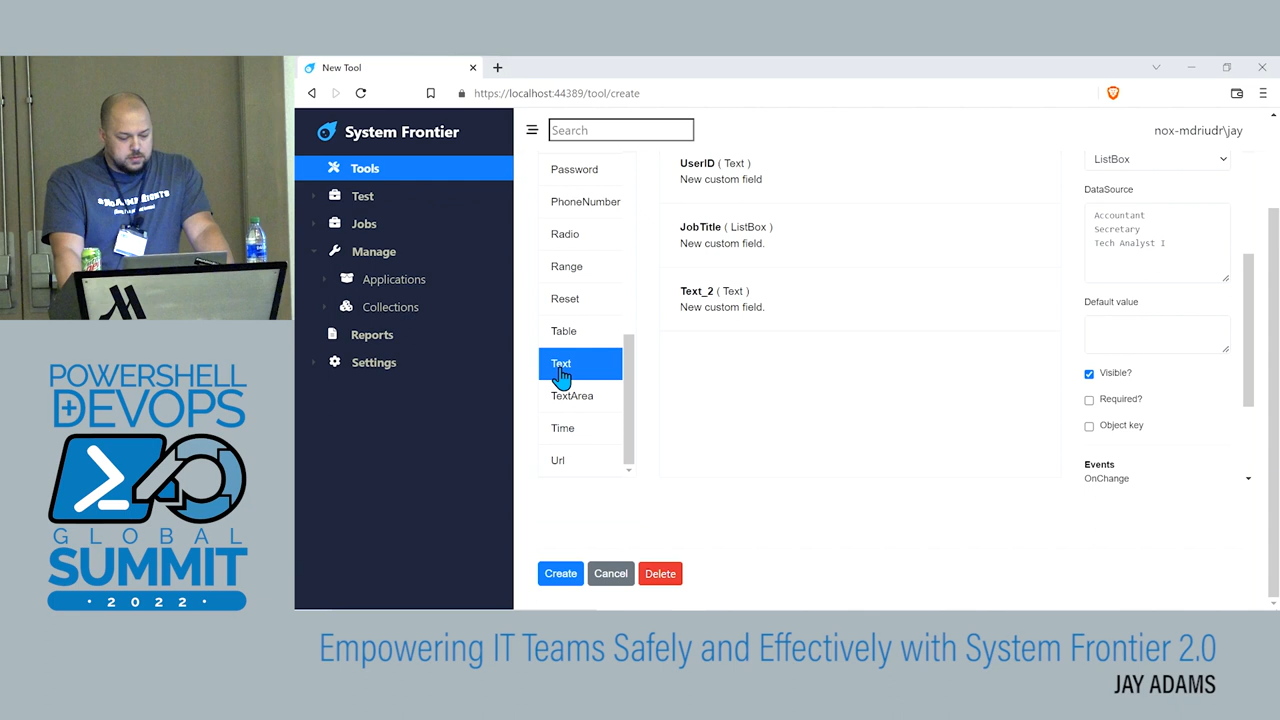 New Tool
https://localhost:44389/tool/create
System Frontier
Search
nox-mdriudr\jay
Tools
Test
Jobs
Manage
Applications
Collections
Reports
Settings
Password
PhoneNumber
Radio
Range
Reset
Table
Text
TextArea
Time
Url
UserID ( Text )
New custom field
JobTitle ( ListBox )
New custom field.
Text_2 ( Text )
New custom field.
ListBox
DataSource
Accountant
Secretary
Tech Analyst I
Default value
Visible?
Required?
Object key
Events
OnChange
Create
Cancel
Delete
POWERSHELL
DEVOPS
GLOBAL
SUMMIT
· 2022 ·
Empowering IT Teams Safely and Effectively with System Frontier 2.0
JAY ADAMS